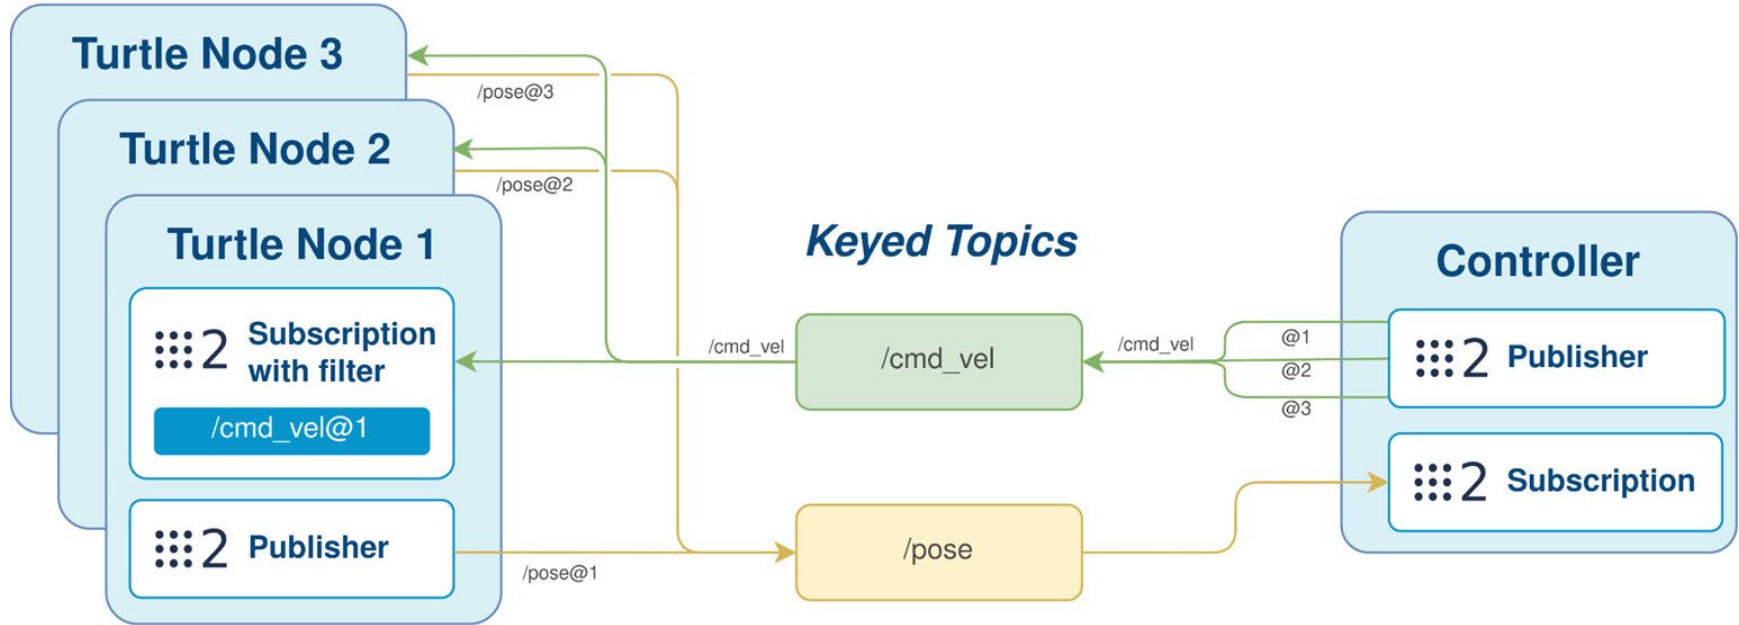 Turtle Node 3
/pose@3
Turtle Node 2
/pose@2
Turtle Node 1
2 Subscription
with filter
/cmd_vel@1
2 Publisher
/pose@1
Keyed Topics
/cmd_vel
/cmd_vel
/cmd_vel
/pose
Controller
@1
@2
@3
2 Publisher
2 Subscription